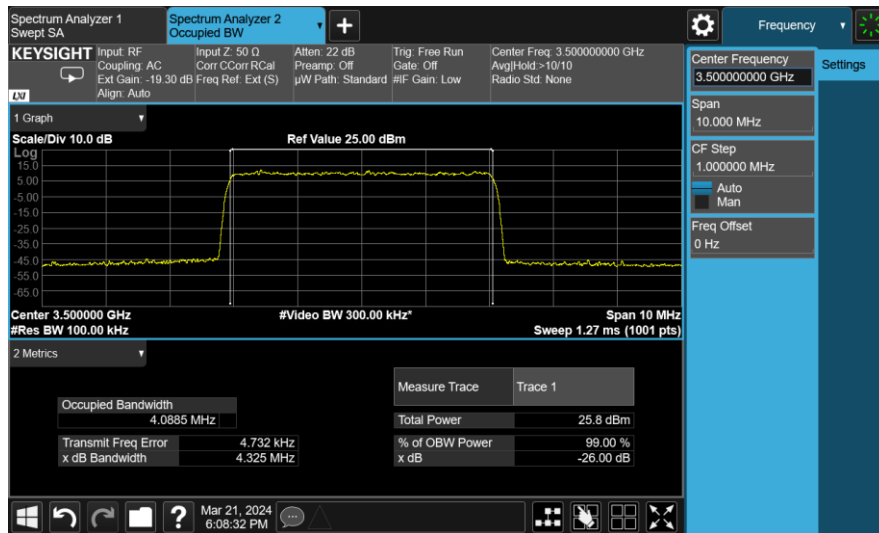 Spectrum Analyzer 1
Swept SA
Spectrum Analyzer 2
Occupied BW
+
Frequency
KEYSIGHT
LXI
Input: RF
Coupling: AC
Ext Gain: -19.30 dB
Align: Auto
Input Z: 50 Ω
Corr CCorr RCal
Freq Ref: Ext (S)
Atten: 22 dB
Preamp: Off
µW Path: Standard
Trig: Free Run
Gate: Off
#IF Gain: Low
Center Freq: 3.500000000 GHz
Avg|Hold:>10/10
Radio Std: None
Center Frequency
3.500000000 GHz
Settings
Span
10.000 MHz
CF Step
1.000000 MHz
Auto
Man
Freq Offset
0 Hz
1 Graph
Scale/Div 10.0 dB
Ref Value 25.00 dBm
Log
15.0
5.00
-5.00
-15.0
-25.0
-35.0
-45.0
-55.0
-65.0
Center 3.500000 GHz
#Video BW 300.00 kHz*
Span 10 MHz
#Res BW 100.00 kHz
Sweep 1.27 ms (1001 pts)
2 Metrics
Measure Trace
Trace 1
Occupied Bandwidth
4.0885 MHz
Total Power
25.8 dBm
Transmit Freq Error
4.732 kHz
% of OBW Power
99.00 %
x dB Bandwidth
4.325 MHz
x dB
-26.00 dB
?
Mar 21, 2024
6:08:32 PM